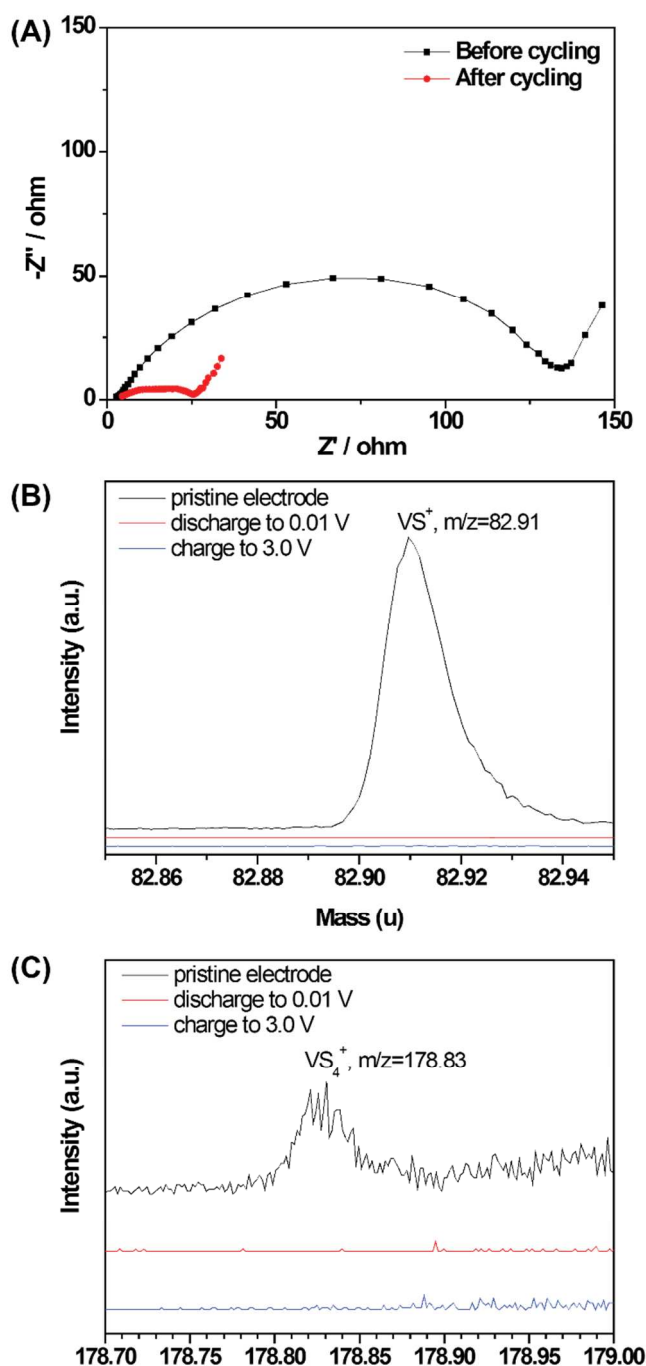 (A)
150
Before cycling
After cycling
100
-Z" / ohm
50
0
0 50 100 150
Z' / ohm
(B)
pristine electrode
discharge to 0.01 V
charge to 3.0 V
VS⁺, m/z=82.91
Intensity (a.u.)
82.86 82.88 82.90 82.92 82.94
Mass (u)
(C)
pristine electrode
discharge to 0.01 V
charge to 3.0 V
VS₄⁺, m/z=178.83
Intensity (a.u.)
178.70 178.75 178.80 178.85 178.90 178.95 179.00